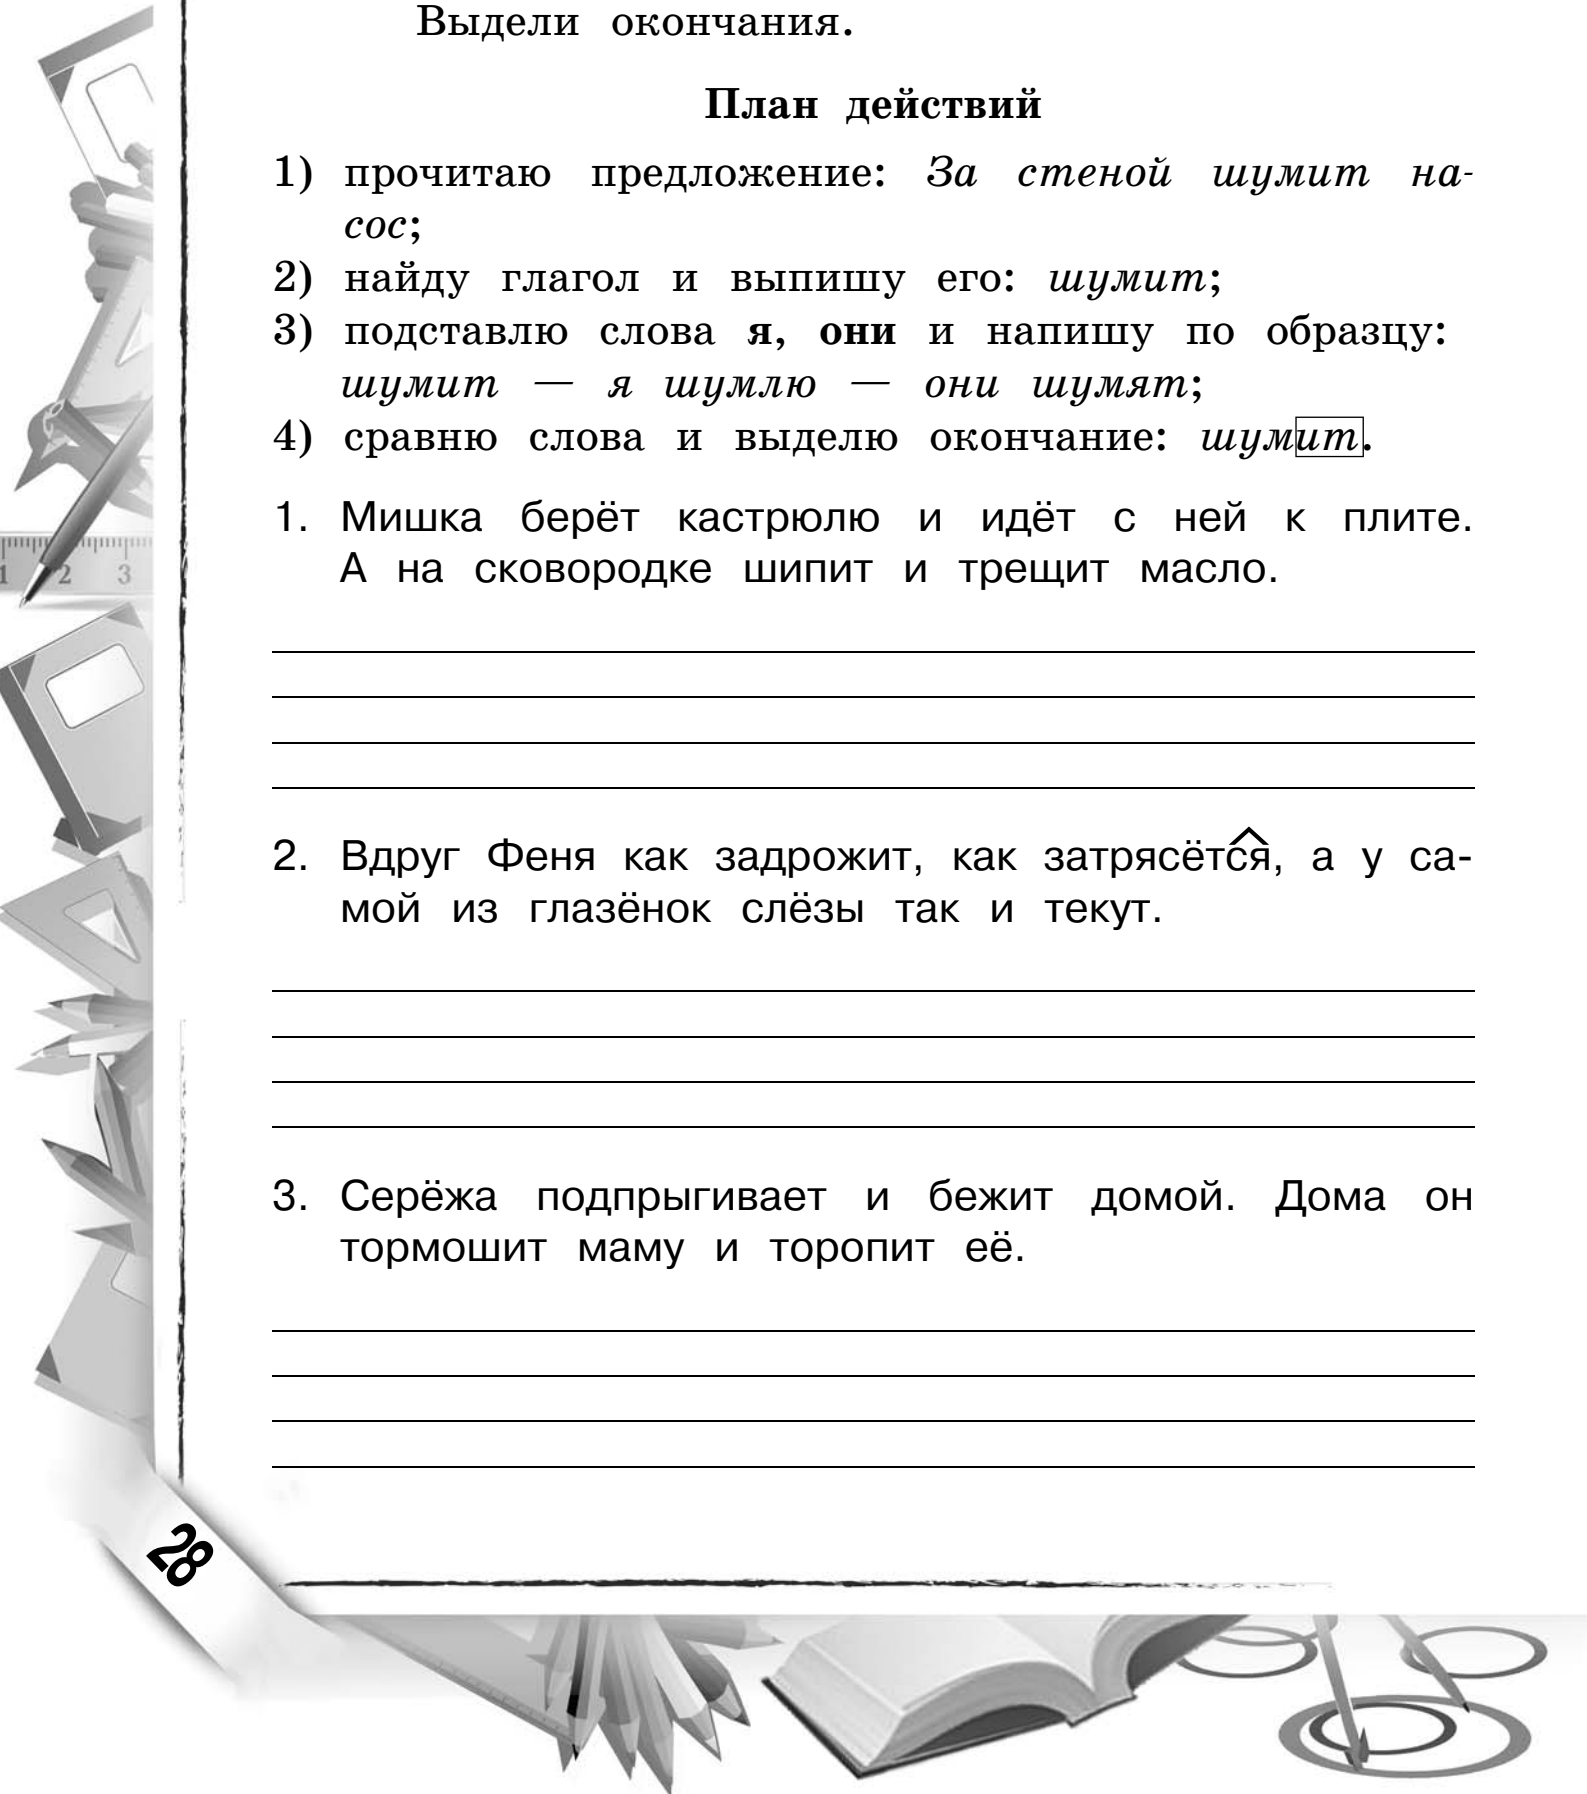 Выдели окончания.
План действий
1) прочитаю предложение: За стеной шумит на-
сос;
2) найду глагол и выпишу его: шумит;
3) подставлю слова я, они и напишу по образцу:
шумит — я шумлю — они шумят;
4) сравню слова и выделю окончание: шумит.
1. Мишка берёт кастрюлю и идёт с ней к плите.
А на сковородке шипит и трещит масло.
2. Вдруг Феня как задрожит, как затрясётся, а у са-
мой из глазёнок слёзы так и текут.
3. Серёжа подпрыгивает и бежит домой. Дома он
тормошит маму и торопит её.
1 2 3
28